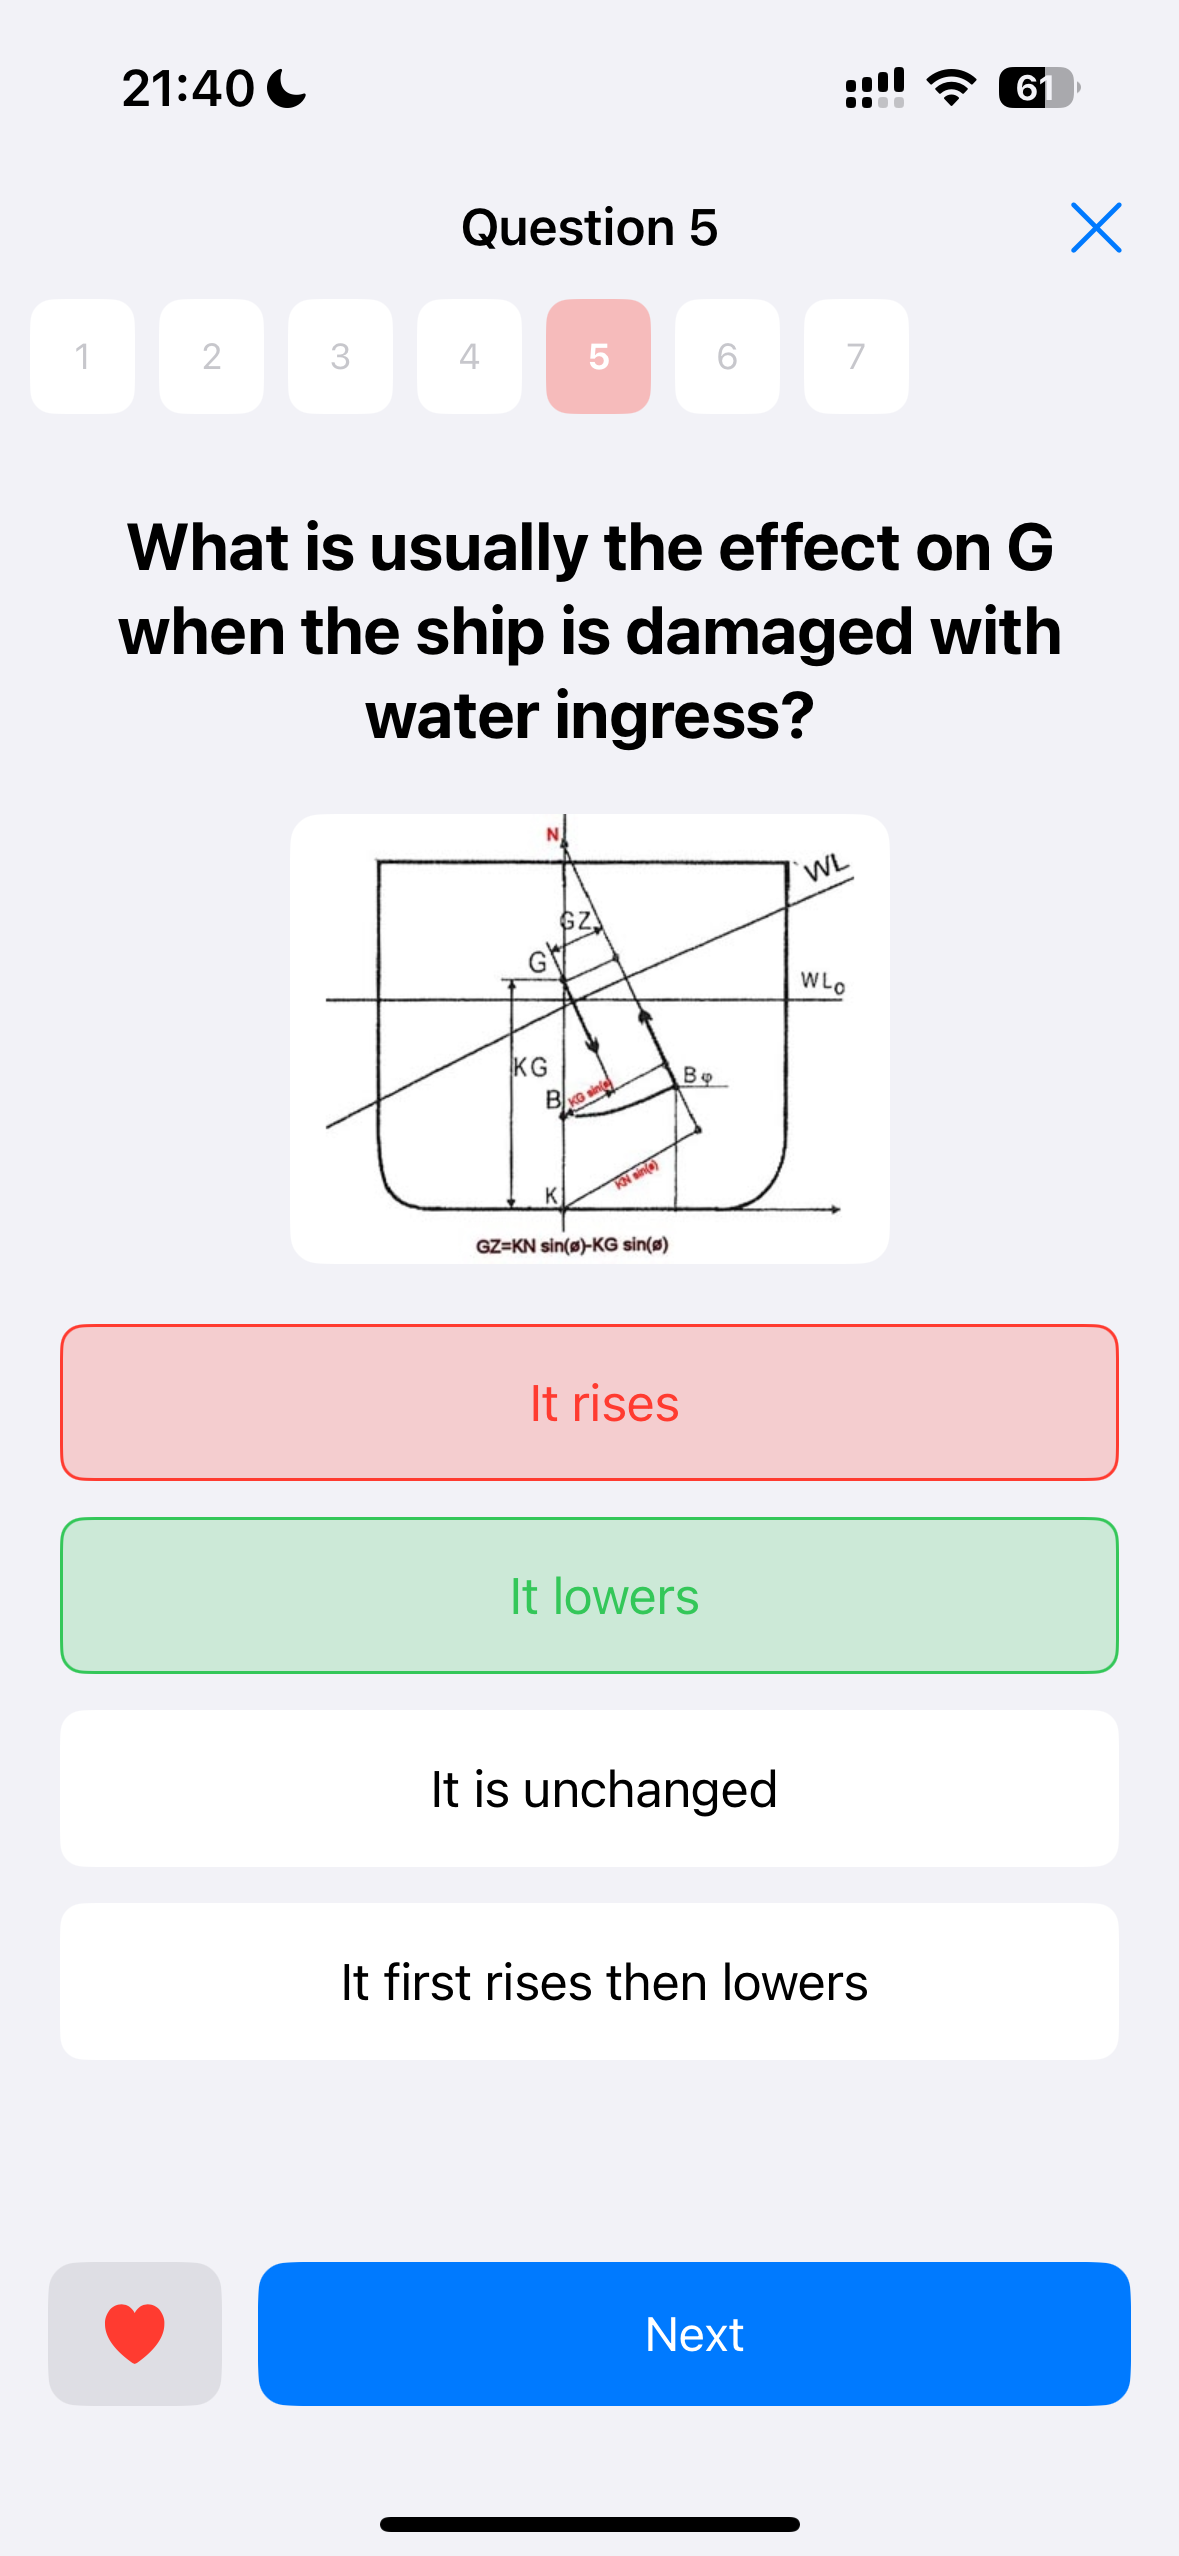 21:40
61
Question 5
1 2 3 4 5 6 7
What is usually the effect on G
when the ship is damaged with
water ingress?
N
WL
GZ
G
WL₀
KG
B
KG sin(ø)
Bφ
KN sin(ø)
K
GZ=KN sin(ø)-KG sin(ø)
It rises
It lowers
It is unchanged
It first rises then lowers
Next